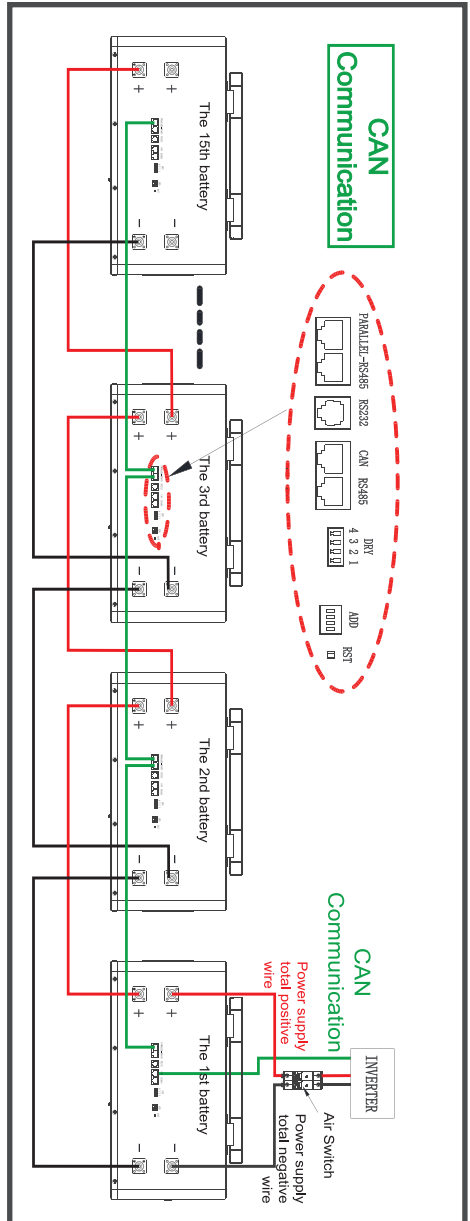 CAN
Communication
PARALLEL-RS485
RS232
CAN
RS485
DRY
4 3 2 1
ADD
RST
The 15th battery
+ +
- -
The 3rd battery
+ +
- -
The 2nd battery
+ +
- -
The 1st battery
+ +
- -
CAN
Communication
Power supply
total positive
wire
INVERTER
Air Switch
Power supply
total negative
wire